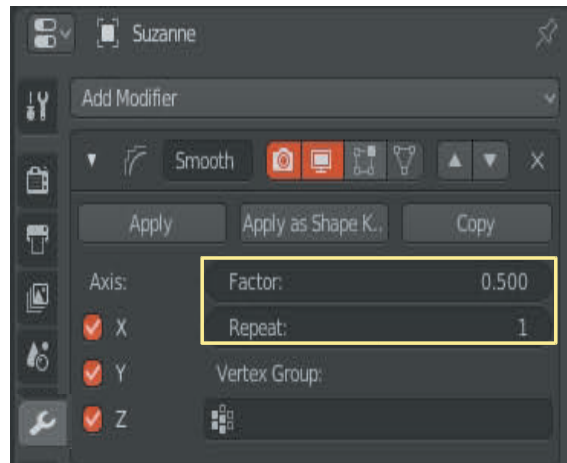 Suzanne
Add Modifier
Smooth
Apply Apply as Shape K.. Copy
Axis: Factor: 0.500
X Repeat: 1
Y Vertex Group:
Z